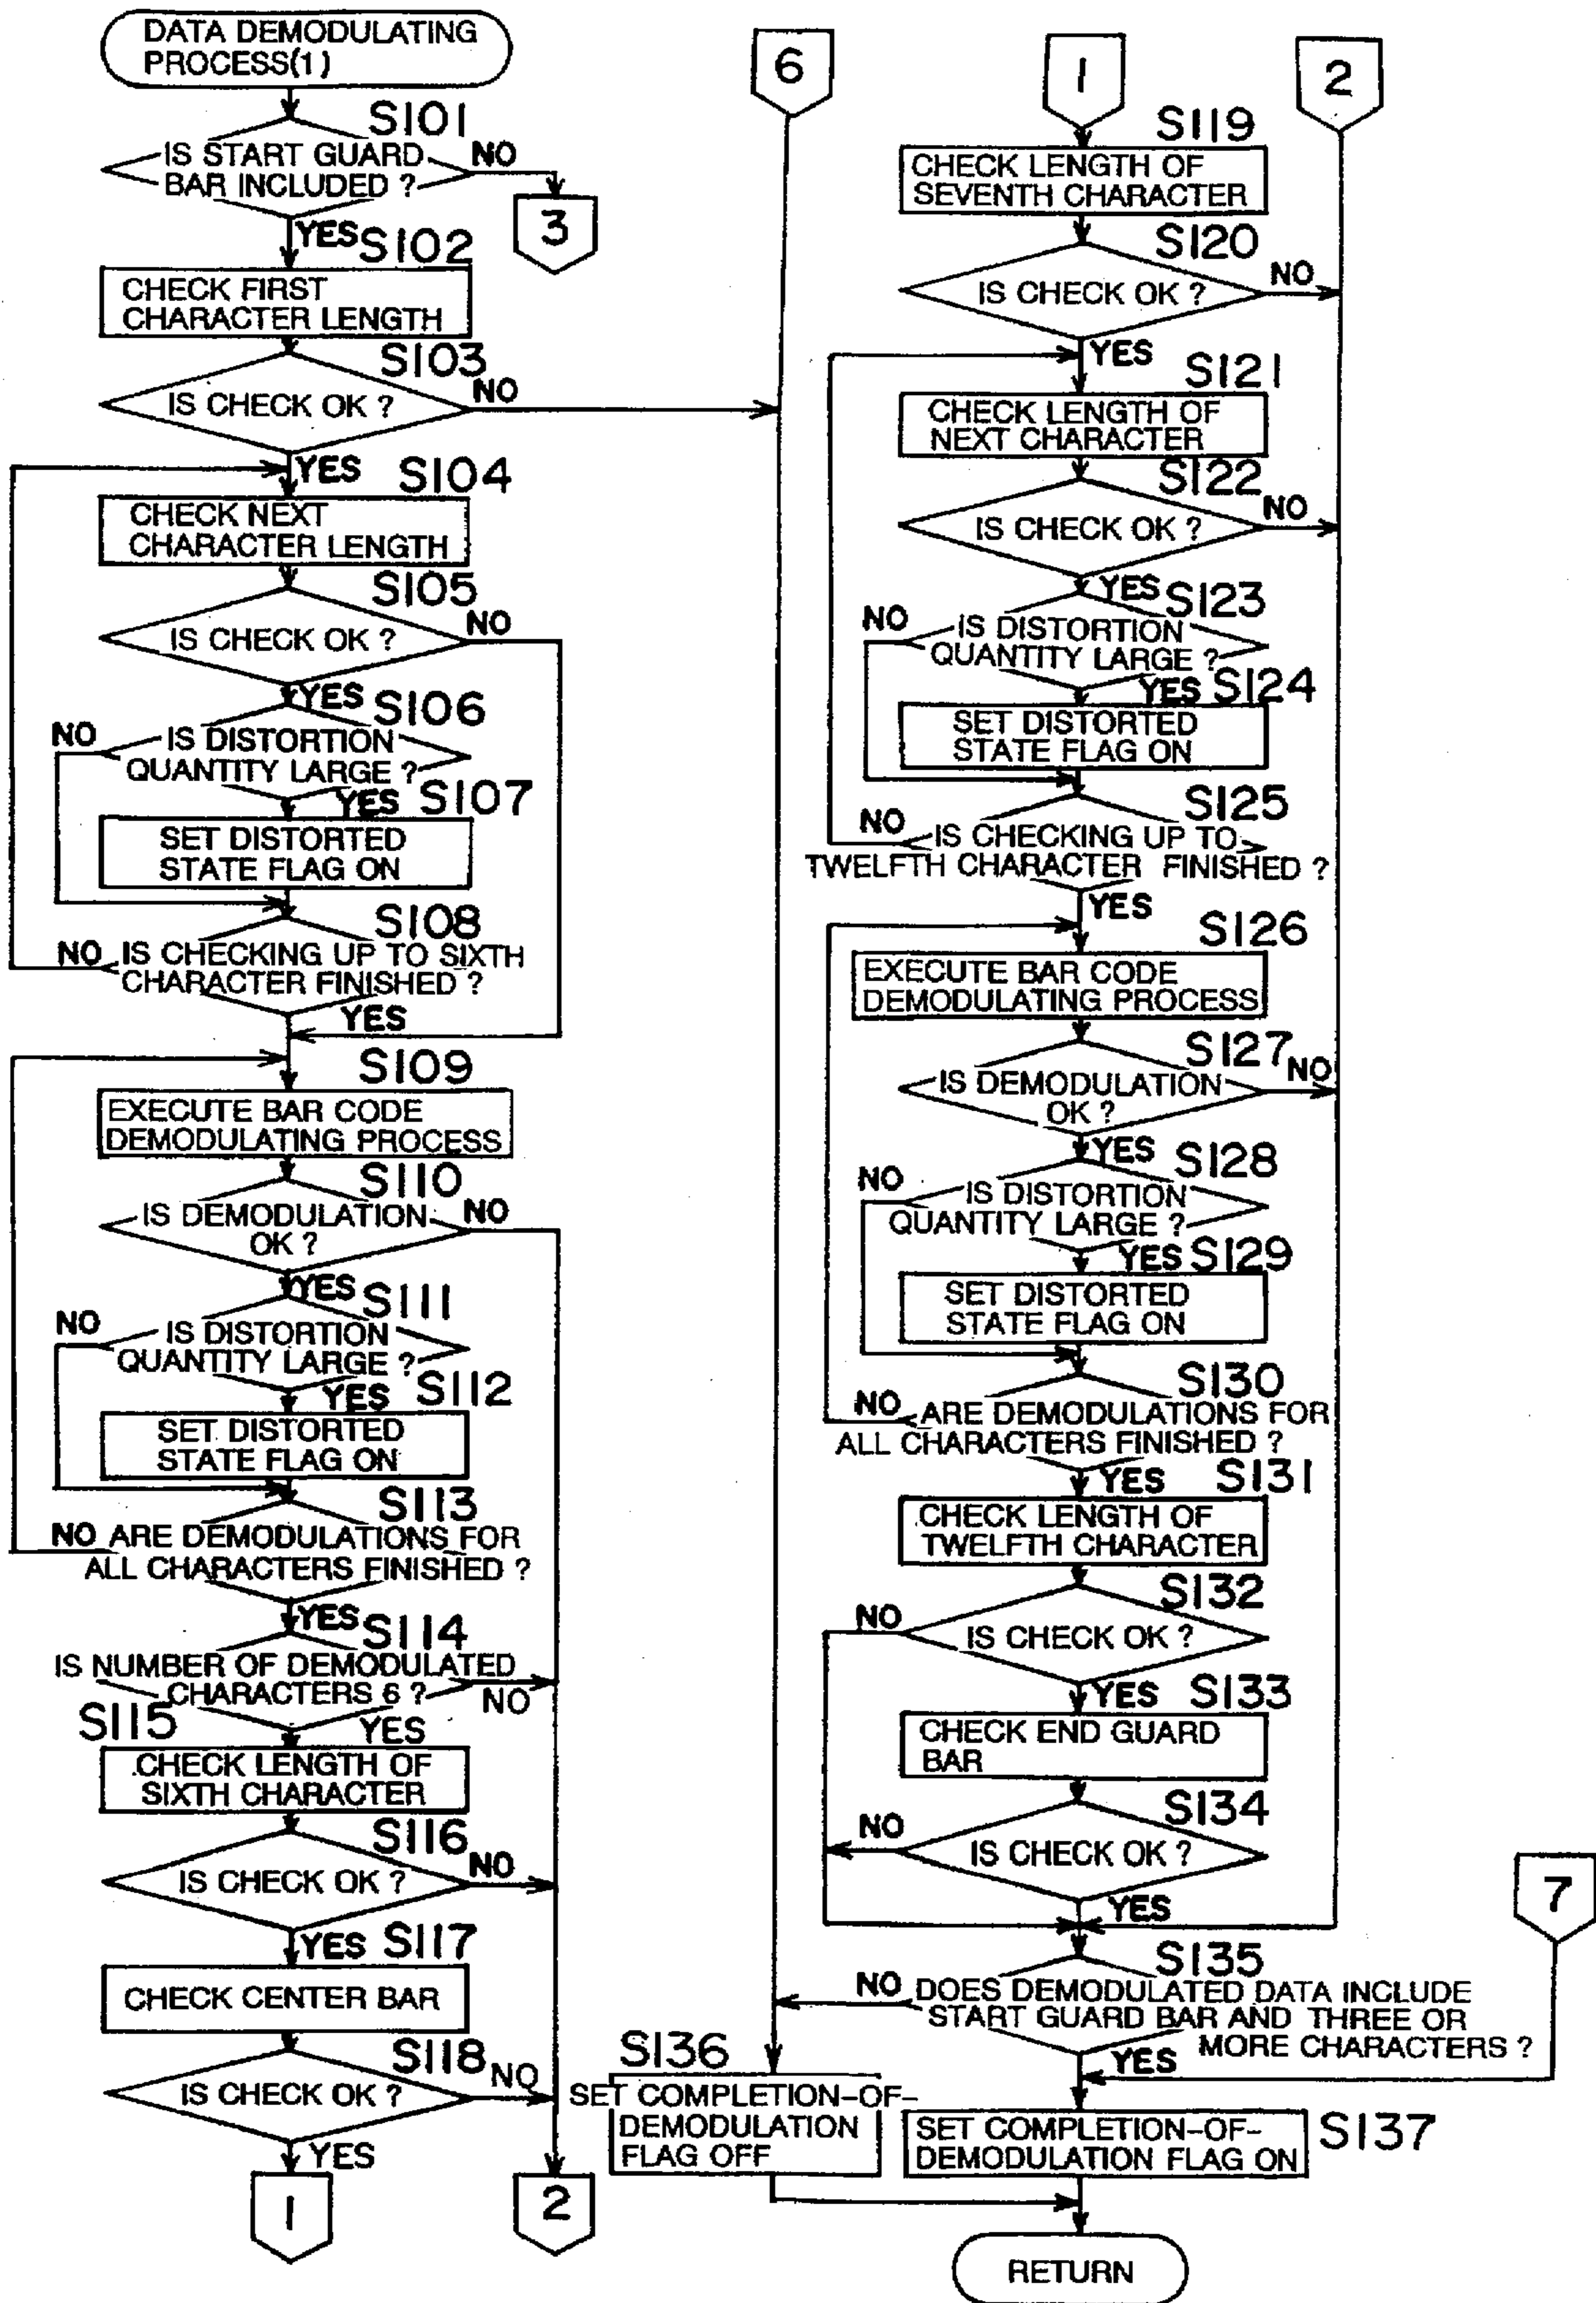 DATA DEMODULATING
PROCESS(1)
S101
IS START GUARD
BAR INCLUDED ?
NO
3
YES
S102
CHECK FIRST
CHARACTER LENGTH
S103
IS CHECK OK ?
NO
YES
S104
CHECK NEXT
CHARACTER LENGTH
S105
IS CHECK OK ?
NO
YES
S106
NO
IS DISTORTION
QUANTITY LARGE ?
YES
S107
SET DISTORTED
STATE FLAG ON
S108
NO
IS CHECKING UP TO SIXTH
CHARACTER FINISHED ?
YES
S109
EXECUTE BAR CODE
DEMODULATING PROCESS
S110
IS DEMODULATION
OK ?
NO
YES
S111
NO
IS DISTORTION
QUANTITY LARGE ?
YES
S112
SET DISTORTED
STATE FLAG ON
S113
NO
ARE DEMODULATIONS FOR
ALL CHARACTERS FINISHED ?
YES
S114
IS NUMBER OF DEMODULATED
CHARACTERS 6 ?
NO
S115
YES
CHECK LENGTH OF
SIXTH CHARACTER
S116
IS CHECK OK ?
NO
YES
S117
CHECK CENTER BAR
S118
IS CHECK OK ?
NO
YES
1
2
6
1
2
S119
CHECK LENGTH OF
SEVENTH CHARACTER
S120
IS CHECK OK ?
NO
YES
S121
CHECK LENGTH OF
NEXT CHARACTER
S122
IS CHECK OK ?
NO
YES
S123
NO
IS DISTORTION
QUANTITY LARGE ?
YES
S124
SET DISTORTED
STATE FLAG ON
S125
NO
IS CHECKING UP TO
TWELFTH CHARACTER FINISHED ?
YES
S126
EXECUTE BAR CODE
DEMODULATING PROCESS
S127
IS DEMODULATION
OK ?
NO
YES
S128
NO
IS DISTORTION
QUANTITY LARGE ?
YES
S129
SET DISTORTED
STATE FLAG ON
S130
NO
ARE DEMODULATIONS FOR
ALL CHARACTERS FINISHED ?
YES
S131
CHECK LENGTH OF
TWELFTH CHARACTER
S132
NO
IS CHECK OK ?
YES
S133
CHECK END GUARD
BAR
S134
NO
IS CHECK OK ?
YES
7
S135
NO
DOES DEMODULATED DATA INCLUDE
START GUARD BAR AND THREE OR
MORE CHARACTERS ?
YES
S136
SET COMPLETION-OF-
DEMODULATION
FLAG OFF
SET COMPLETION-OF-
DEMODULATION FLAG ON
S137
RETURN